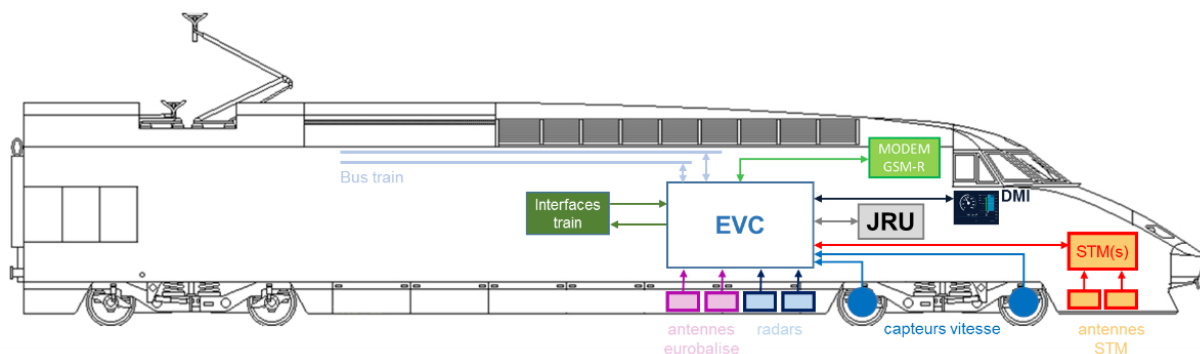 MODEM
GSM-R
Bus train
DMI
Interfaces
train
EVC
JRU
STM(s)
antennes
eurobalise
radars
capteurs vitesse
antennes
STM